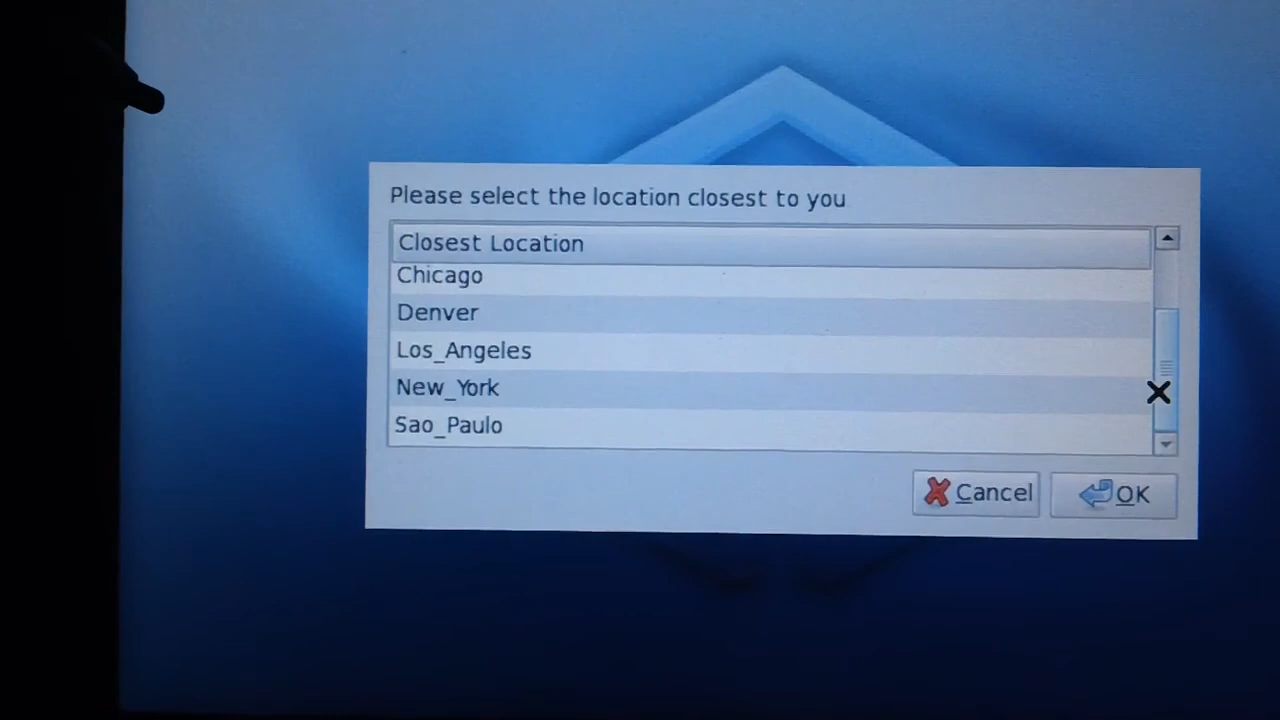 Please select the location closest to you
Closest Location
Chicago
Denver
Los_Angeles
New_York
Sao_Paulo
Cancel
OK